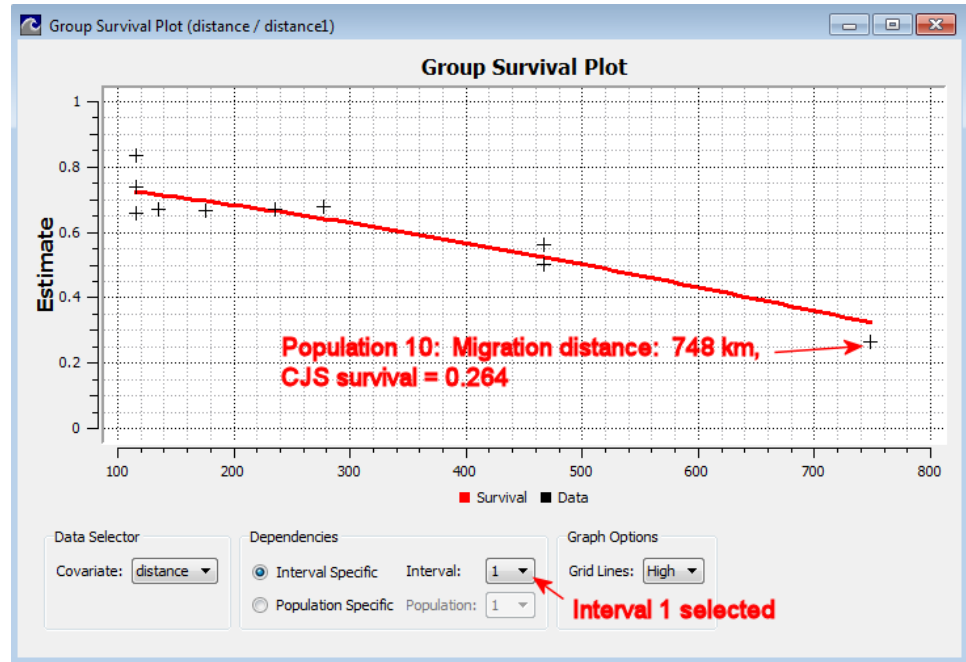 Group Survival Plot (distance / distance1)
Group Survival Plot
1
0.8
0.6
0.4
0.2
0
Estimate
Population 10: Migration distance: 748 km,
CJS survival = 0.264
100 200 300 400 500 600 700 800
Survival Data
Data Selector
Covariate: distance
Dependencies
Interval Specific Interval: 1
Population Specific Population: 1
Graph Options
Grid Lines: High
Interval 1 selected